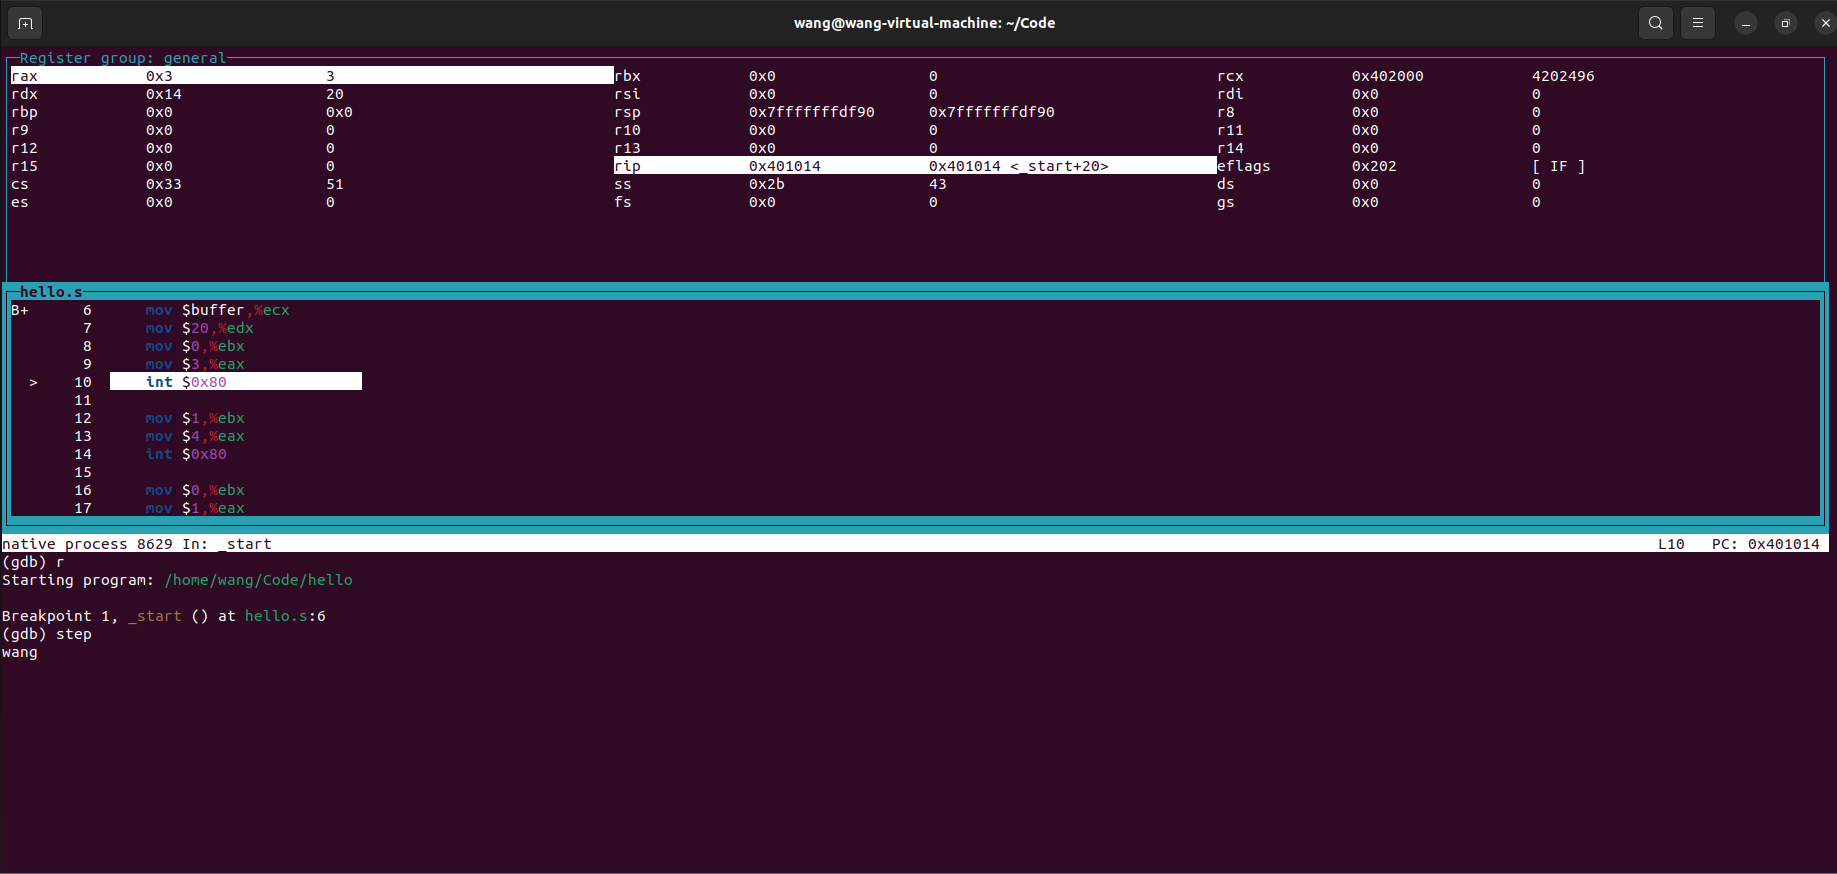 wang@wang-virtual-machine: ~/Code
Register group: general
rax 0x3 3 rbx 0x0 0 rcx 0x402000 4202496
rdx 0x14 20 rsi 0x0 0 rdi 0x0 0
rbp 0x0 0x0 rsp 0x7fffffffdf90 0x7fffffffdf90 r8 0x0 0
r9 0x0 0 r10 0x0 0 r11 0x0 0
r12 0x0 0 r13 0x0 0 r14 0x0 0
r15 0x0 0 rip 0x401014 0x401014 <_start+20> eflags 0x202 [ IF ]
cs 0x33 51 ss 0x2b 43 ds 0x0 0
es 0x0 0 fs 0x0 0 gs 0x0 0
hello.s
B+ 6 mov $buffer,%ecx
7 mov $20,%edx
8 mov $0,%ebx
9 mov $3,%eax
> 10 int $0x80
11
12 mov $1,%ebx
13 mov $4,%eax
14 int $0x80
15
16 mov $0,%ebx
17 mov $1,%eax
native process 8629 In: _start L10 PC: 0x401014
(gdb) r
Starting program: /home/wang/Code/hello
Breakpoint 1, _start () at hello.s:6
(gdb) step
wang